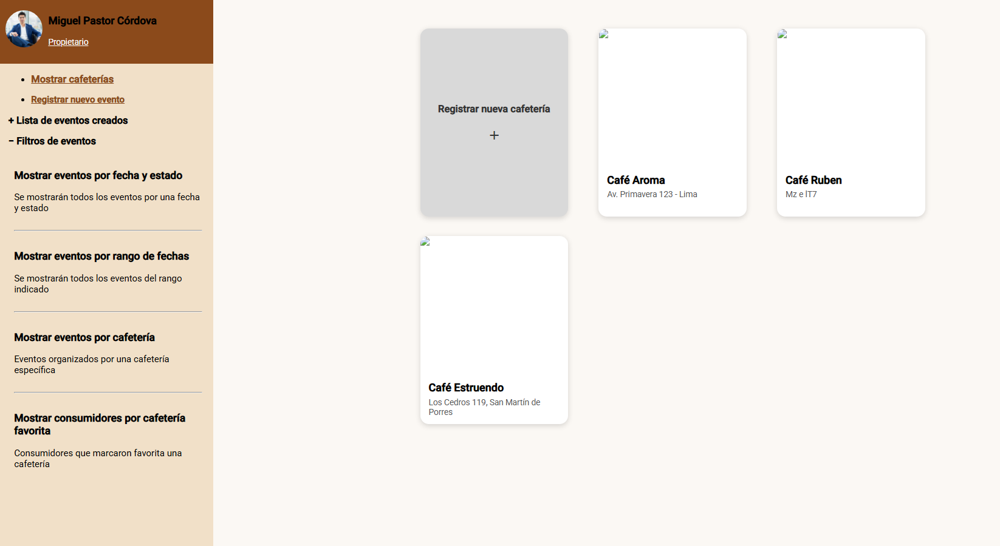 Miguel Pastor Córdova
Propietario
Mostrar cafeterías
Registrar nuevo evento
+ Lista de eventos creados
− Filtros de eventos
Mostrar eventos por fecha y estado
Se mostrarán todos los eventos por una fecha
y estado
Mostrar eventos por rango de fechas
Se mostrarán todos los eventos del rango
indicado
Mostrar eventos por cafetería
Eventos organizados por una cafetería
específica
Mostrar consumidores por cafetería
favorita
Consumidores que marcaron favorita una
cafetería
Registrar nueva cafetería
+
Café Aroma
Av. Primavera 123 - Lima
Café Ruben
Mz e lT7
Café Estruendo
Los Cedros 119, San Martín de
Porres